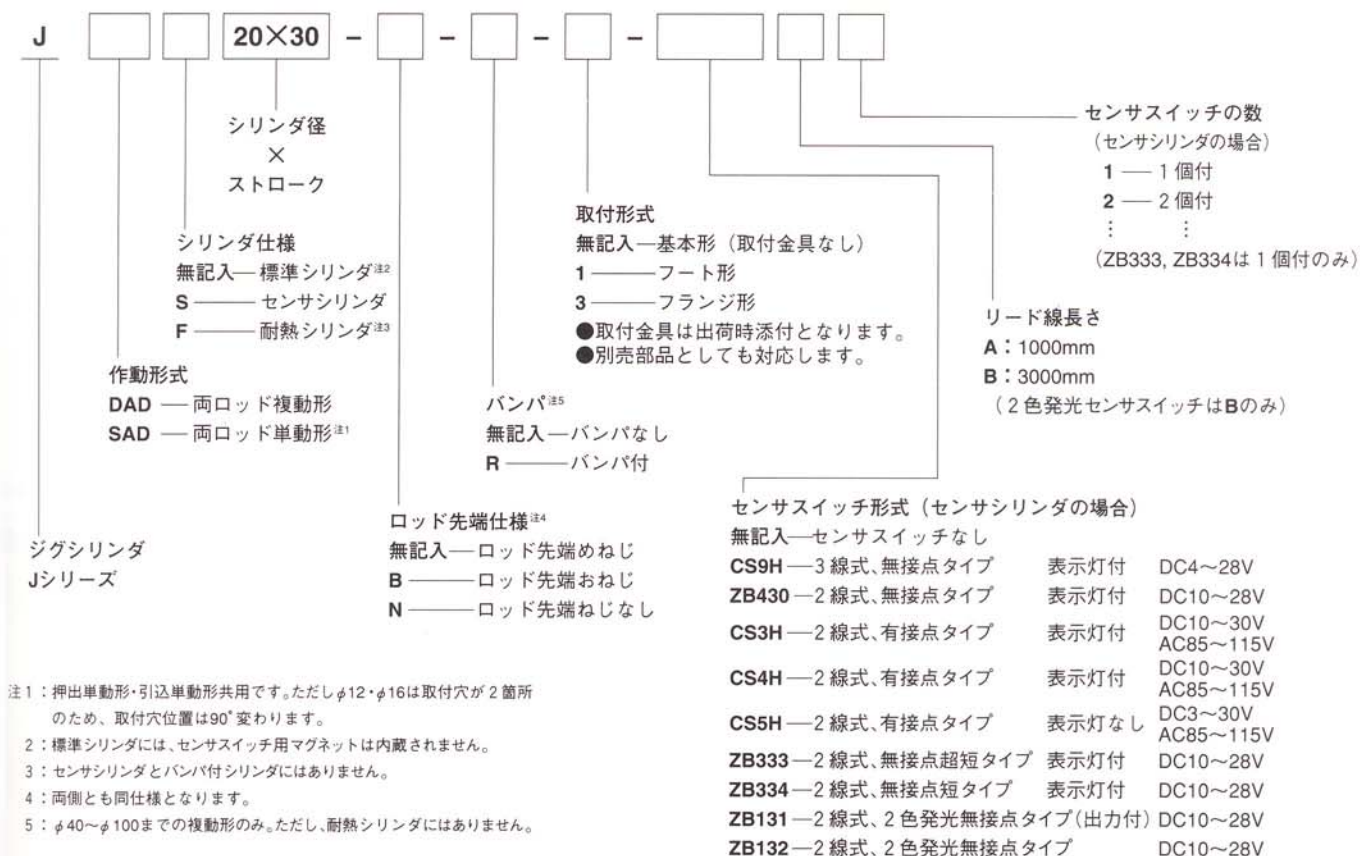 J 20×30 - - - -
シリンダ径
×
ストローク
センサスイッチの数
(センサシリンダの場合)
1 — 1個付
2 — 2個付
⋮ ⋮
(ZB333, ZB334は1個付のみ)
シリンダ仕様
無記入—標準シリンダ注2
S —— センサシリンダ
F —— 耐熱シリンダ注3
取付形式
無記入—基本形(取付金具なし)
1 ——フート形
3 ——フランジ形
●取付金具は出荷時添付となります。
●別売部品としても対応します。
リード線長さ
A:1000mm
B:3000mm
(2色発光センサスイッチはBのみ)
作動形式
DAD — 両ロッド複動形
SAD — 両ロッド単動形注1
バンパ注5
無記入—バンパなし
R ——バンパ付
ジグシリンダ
Jシリーズ
ロッド先端仕様注4
無記入—ロッド先端めねじ
B ——ロッド先端おねじ
N ——ロッド先端ねじなし
センサスイッチ形式(センサシリンダの場合)
無記入—センサスイッチなし
CS9H —3線式、無接点タイプ 表示灯付 DC4〜28V
ZB430 —2線式、無接点タイプ 表示灯付 DC10〜28V
CS3H —2線式、有接点タイプ 表示灯付 DC10〜30V
AC85〜115V
CS4H —2線式、有接点タイプ 表示灯付 DC10〜30V
AC85〜115V
CS5H —2線式、有接点タイプ 表示灯なし DC3〜30V
AC85〜115V
ZB333 —2線式、無接点超短タイプ 表示灯付 DC10〜28V
ZB334 —2線式、無接点短タイプ 表示灯付 DC10〜28V
ZB131 —2線式、2色発光無接点タイプ(出力付) DC10〜28V
ZB132 —2線式、2色発光無接点タイプ DC10〜28V
注1:押出単動形・引込単動形共用です。ただしφ12・φ16は取付穴が2箇所
のため、取付穴位置は90°変わります。
2:標準シリンダには、センサスイッチ用マグネットは内蔵されません。
3:センサシリンダとバンパ付シリンダにはありません。
4:両側とも同仕様となります。
5:φ40〜φ100までの複動形のみ。ただし、耐熱シリンダにはありません。